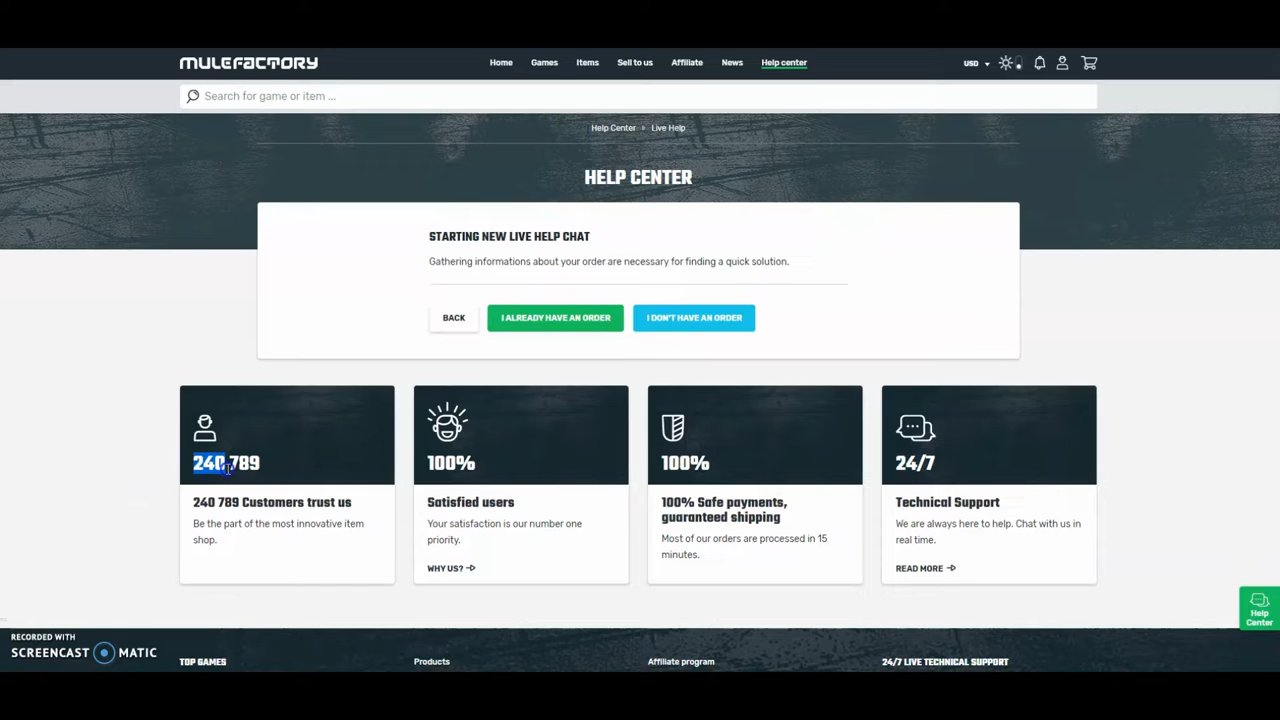 MULEFACTORY
Home Games Items Sell to us Affiliate News Help center
USD
Search for game or item ...
Help Center » Live Help
HELP CENTER
STARTING NEW LIVE HELP CHAT
Gathering informations about your order are necessary for finding a quick solution.
BACK I ALREADY HAVE AN ORDER I DON'T HAVE AN ORDER
240 789
240 789 Customers trust us
Be the part of the most innovative item
shop.
100%
Satisfied users
Your satisfaction is our number one
priority.
WHY US?
100%
100% Safe payments,
guaranteed shipping
Most of our orders are processed in 15
minutes.
24/7
Technical Support
We are always here to help. Chat with us in
real time.
READ MORE
Help
Center
RECORDED WITH
SCREENCAST MATIC
TOP GAMES Products Affiliate program 24/7 LIVE TECHNICAL SUPPORT